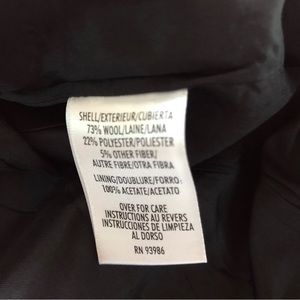 SHELL/EXTERIEUR/CUBIERTA
73% WOOL/LAINE/LANA
22% POLYESTER/POLIESTER
5% OTHER FIBER/
AUTRE FIBRE/OTRA FIBRA
LINING/DOUBLURE/FORRO:
100% ACETATE/ACETATO
OVER FOR CARE
INSTRUCTIONS AU REVERS
INSTRUCCIONES DE LIMPIEZA
AL DORSO
RN 93986